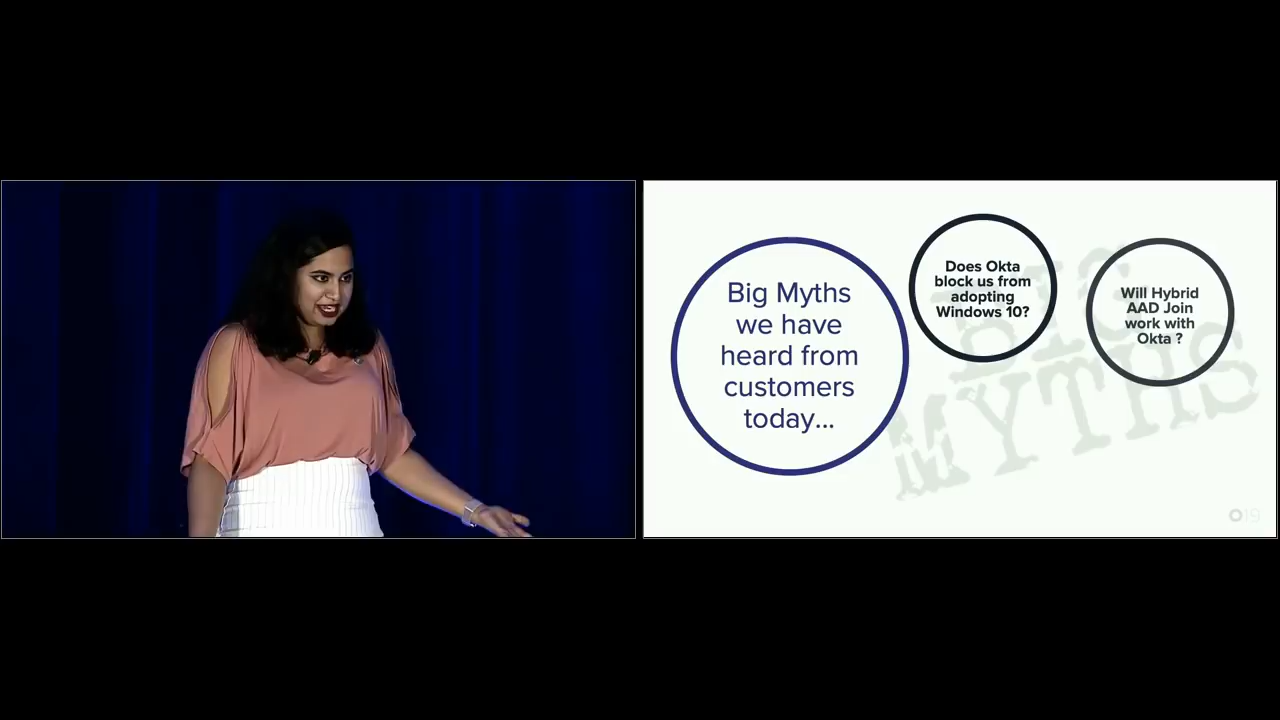 Big Myths
we have
heard from
customers
today...
Does Okta
block us from
adopting
Windows 10?
Will Hybrid
AAD Join
work with
Okta ?
BIG
MYTHS
O19